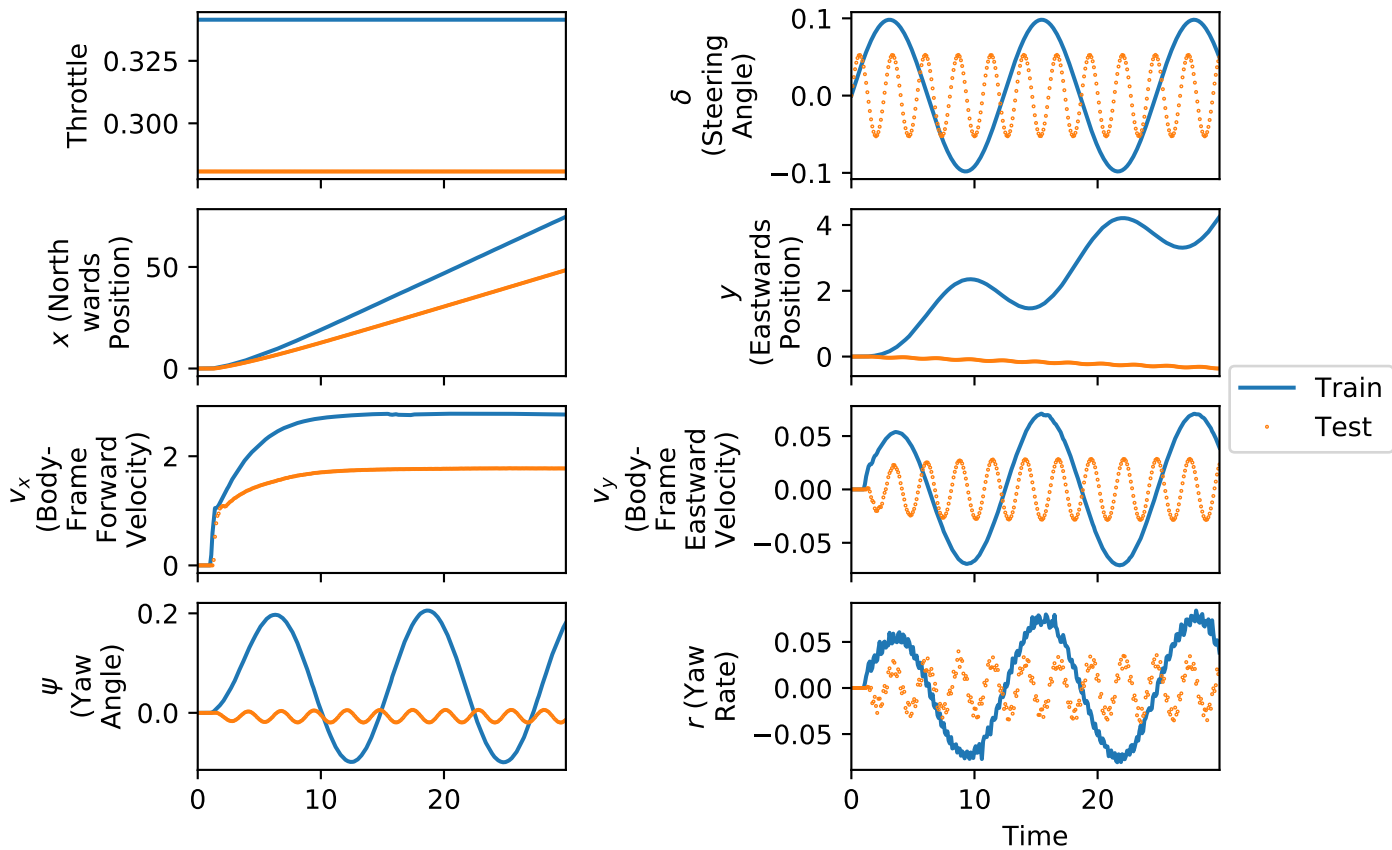 Throttle
0.325
0.300
δ
(Steering
Angle)
0.1
0.0
−0.1
x (North
wards
Position)
50
0
y
(Eastwards
Position)
4
2
0
v_x
(Body-
Frame
Forward
Velocity)
2
0
v_y
(Body-
Frame
Eastward
Velocity)
0.05
0.00
−0.05
Train
Test
ψ
(Yaw
Angle)
0.2
0.0
0
10
20
r (Yaw
Rate)
0.05
0.00
−0.05
0
10
20
Time